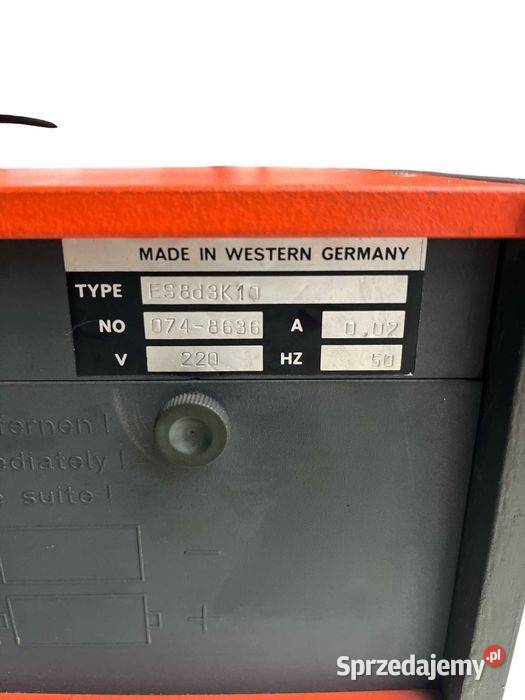 MADE IN WESTERN GERMANY
TYPE ES8d3K10
NO 074-8636 A 0,02
V 220 HZ 50
fernen!
ediately!
e suite!
-
+
Sprzedajemy.pl